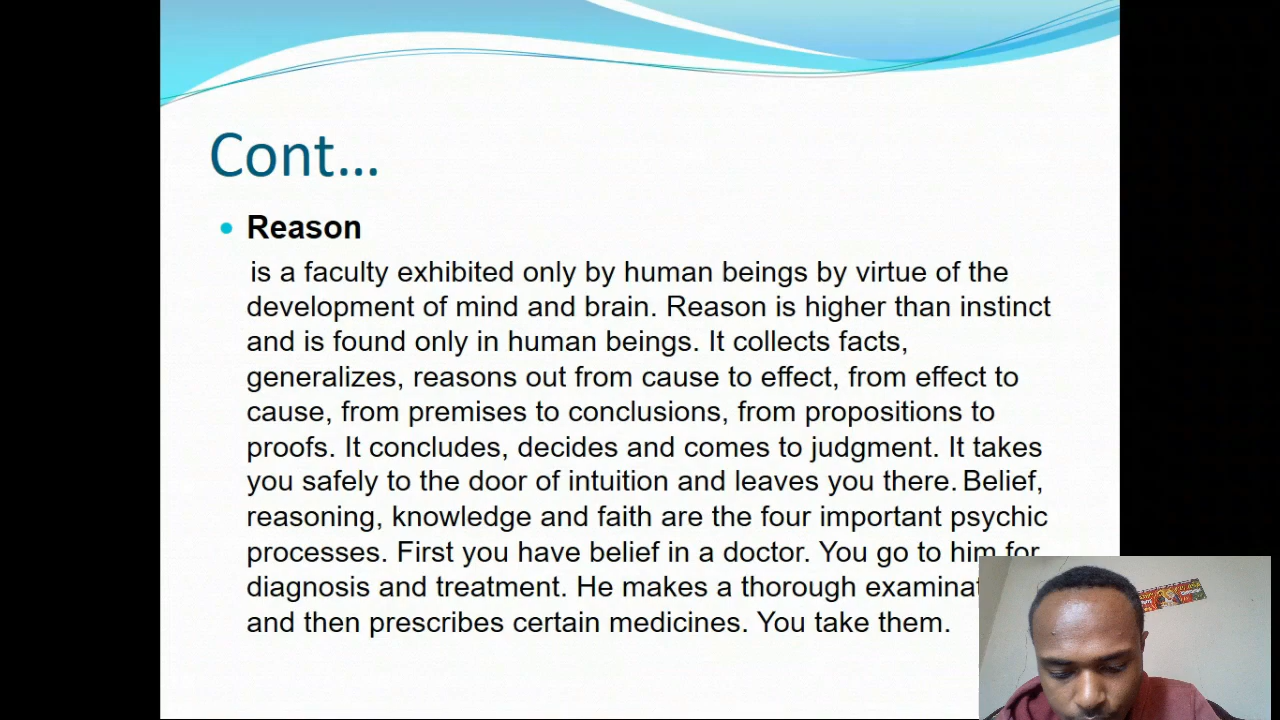 Cont...
Reason
is a faculty exhibited only by human beings by virtue of the
development of mind and brain. Reason is higher than instinct
and is found only in human beings. It collects facts,
generalizes, reasons out from cause to effect, from effect to
cause, from premises to conclusions, from propositions to
proofs. It concludes, decides and comes to judgment. It takes
you safely to the door of intuition and leaves you there. Belief,
reasoning, knowledge and faith are the four important psychic
processes. First you have belief in a doctor. You go to him for
diagnosis and treatment. He makes a thorough
and then prescribes certain medicines. You take them.